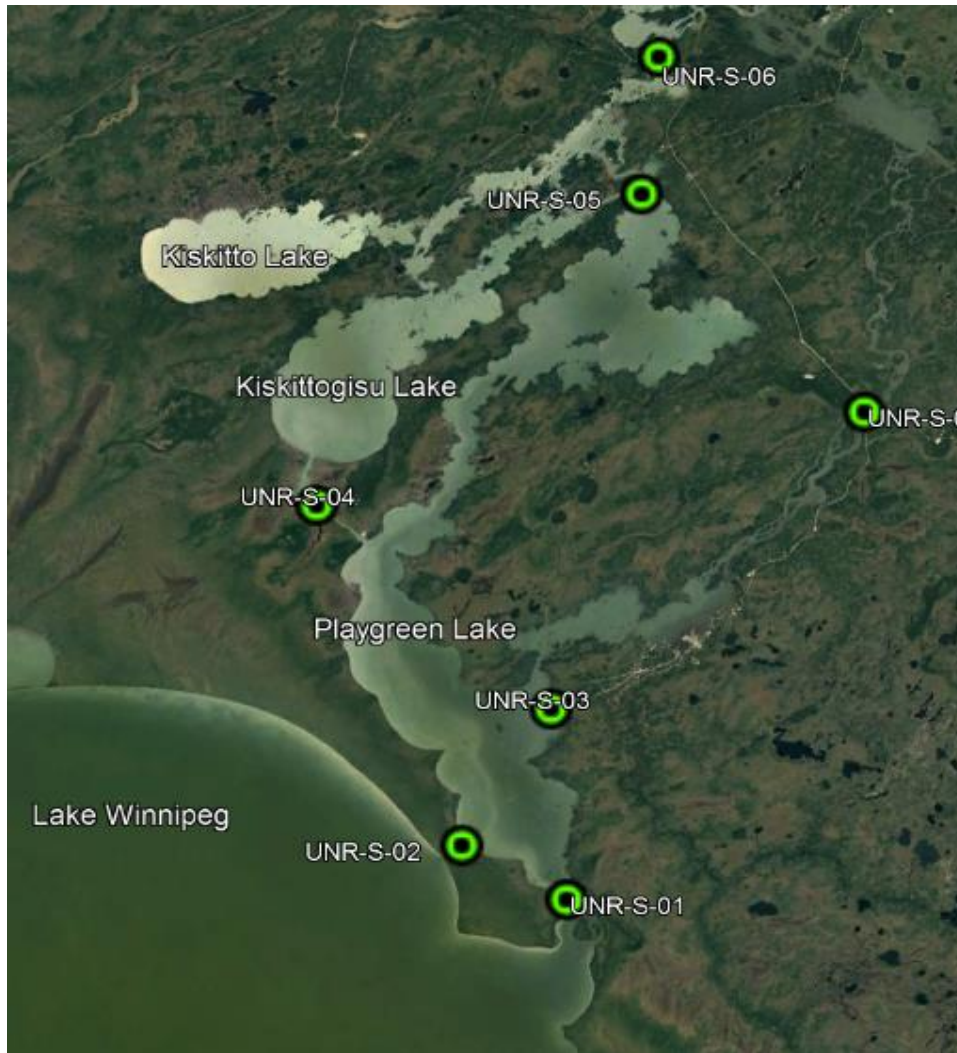 UNR-S-06
UNR-S-05
Kiskitto Lake
Kiskittogisu Lake
UNR-S-04
Playgreen Lake
UNR-S-03
Lake Winnipeg
UNR-S-02
UNR-S-01